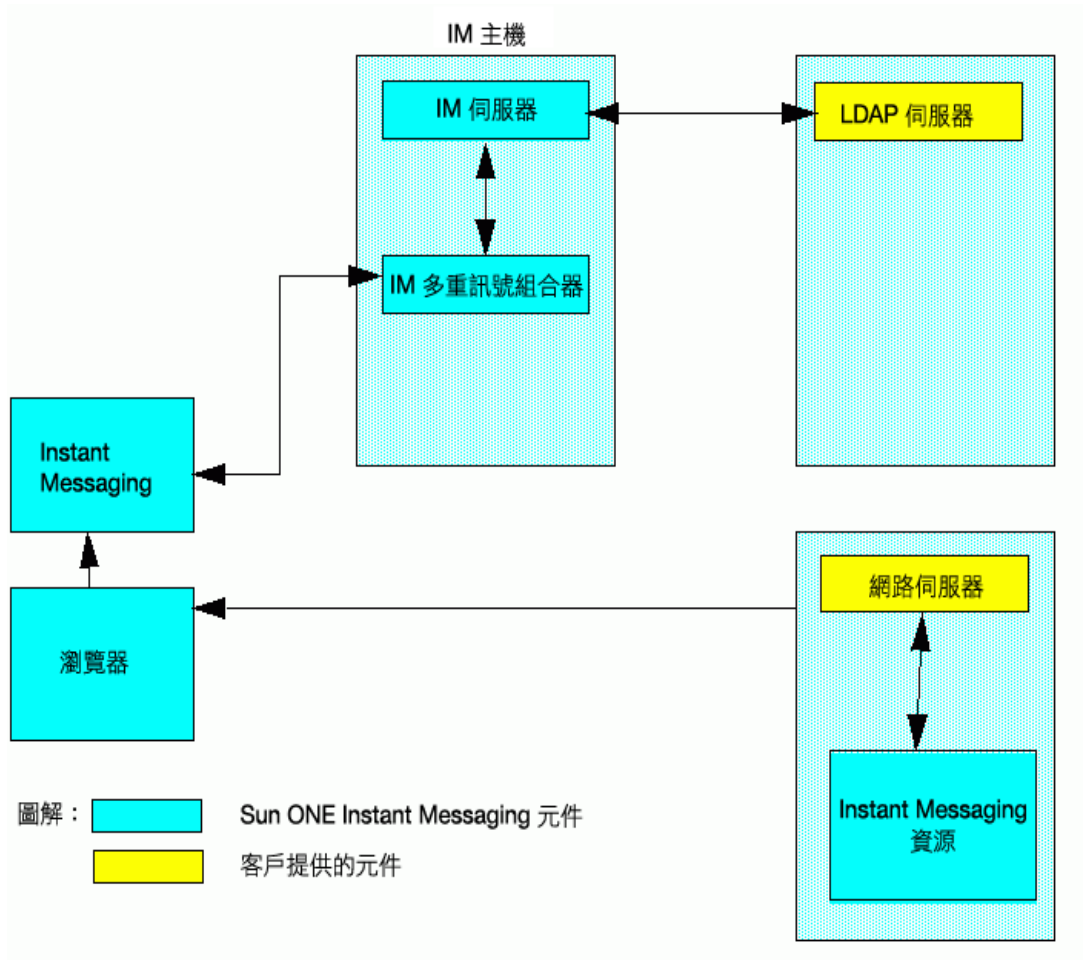 IM 主機
IM 伺服器
LDAP 伺服器
IM 多重訊號組合器
Instant
Messaging
網路伺服器
瀏覽器
Instant Messaging
資源
圖解：
Sun ONE Instant Messaging 元件
客戶提供的元件